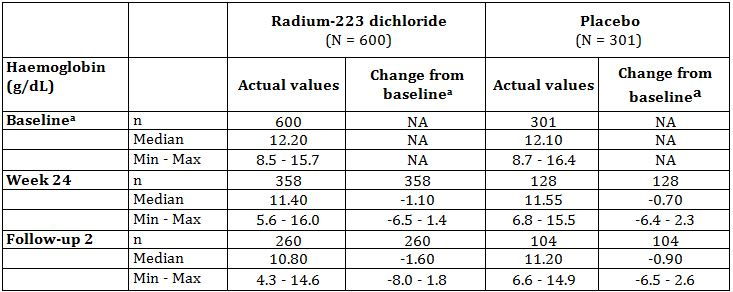 Radium-223 dichloride Placebo
(N = 600) (N = 301)
Haemoglobin (g/dL) Actual values Change from baselineª Actual values Change from baselineª
Baselineª n 600 NA 301 NA
Median 12.20 NA 12.10 NA
Min - Max 8.5 - 15.7 NA 8.7 - 16.4 NA
Week 24 n 358 358 128 128
Median 11.40 -1.10 11.55 -0.70
Min - Max 5.6 - 16.0 -6.5 - 1.4 6.8 - 15.5 -6.4 - 2.3
Follow-up 2 n 260 260 104 104
Median 10.80 -1.60 11.20 -0.90
Min - Max 4.3 - 14.6 -8.0 - 1.8 6.6 - 14.9 -6.5 - 2.6